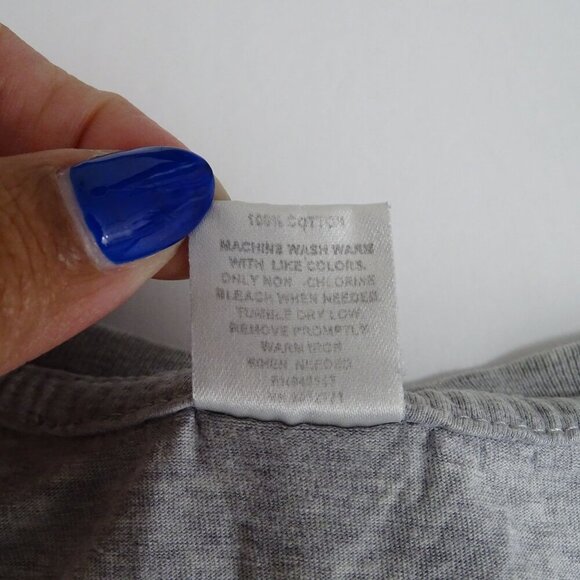 100% COTTON
MACHINE WASH WARM
WITH LIKE COLORS.
ONLY NON -CHLORINE
BLEACH WHEN NEEDED.
TUMBLE DRY LOW.
REMOVE PROMPTLY.
WARM IRON
WHEN NEEDED